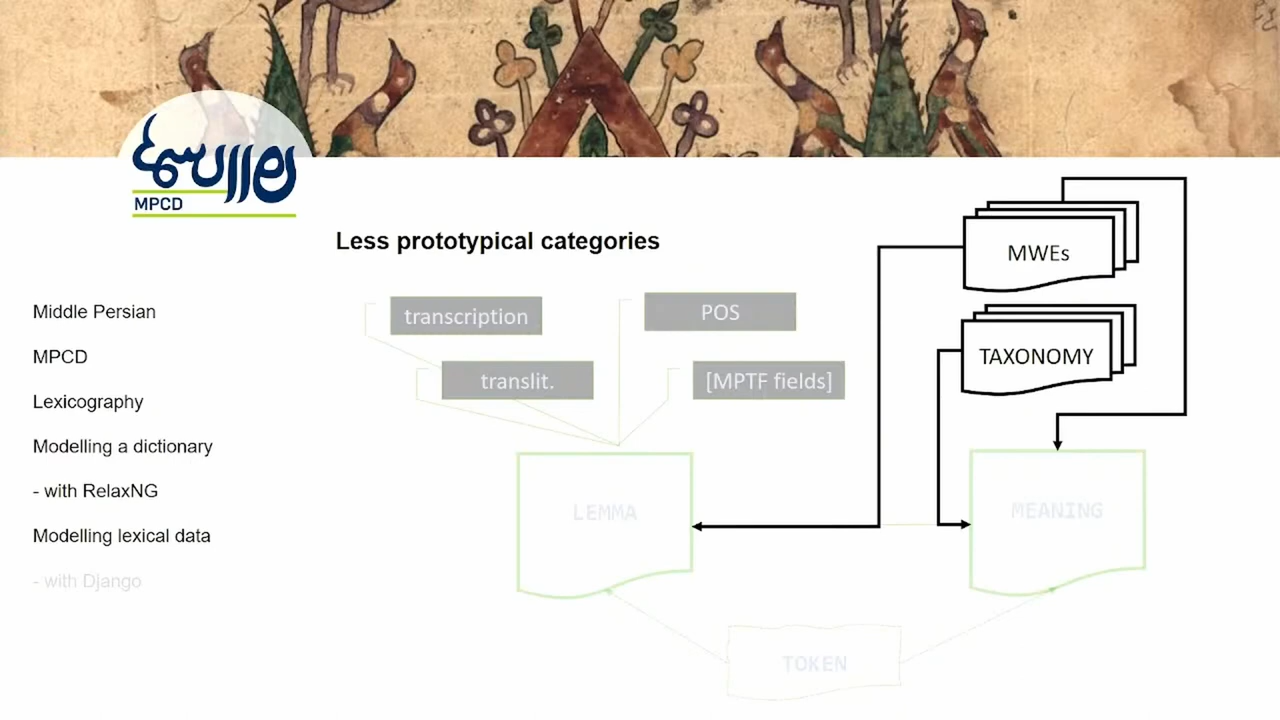 MPCD
Less prototypical categories
Middle Persian
MPCD
Lexicography
Modelling a dictionary
- with RelaxNG
Modelling lexical data
- with Django
transcription
POS
translit.
[MPTF fields]
MWEs
TAXONOMY
LEMMA
MEANING
TOKEN